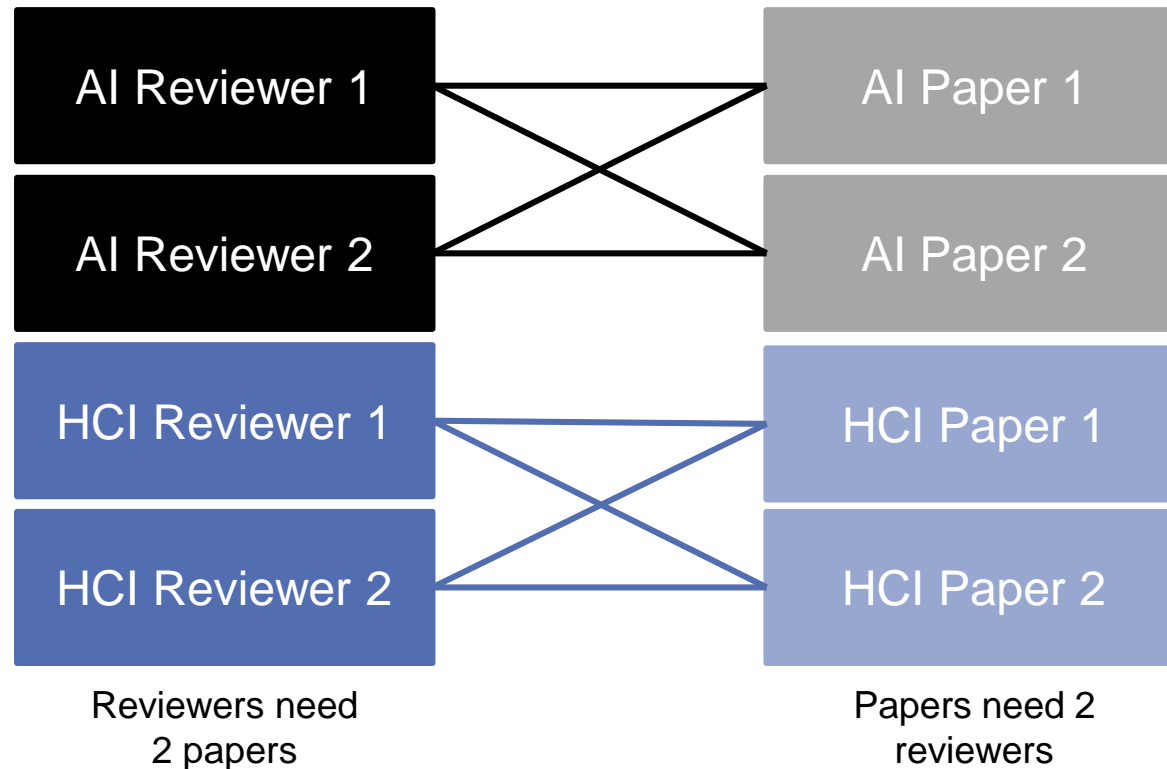 AI Reviewer 1
AI Paper 1
AI Reviewer 2
AI Paper 2
HCI Reviewer 1
HCI Paper 1
HCI Reviewer 2
HCI Paper 2
Reviewers need
2 papers
Papers need 2
reviewers